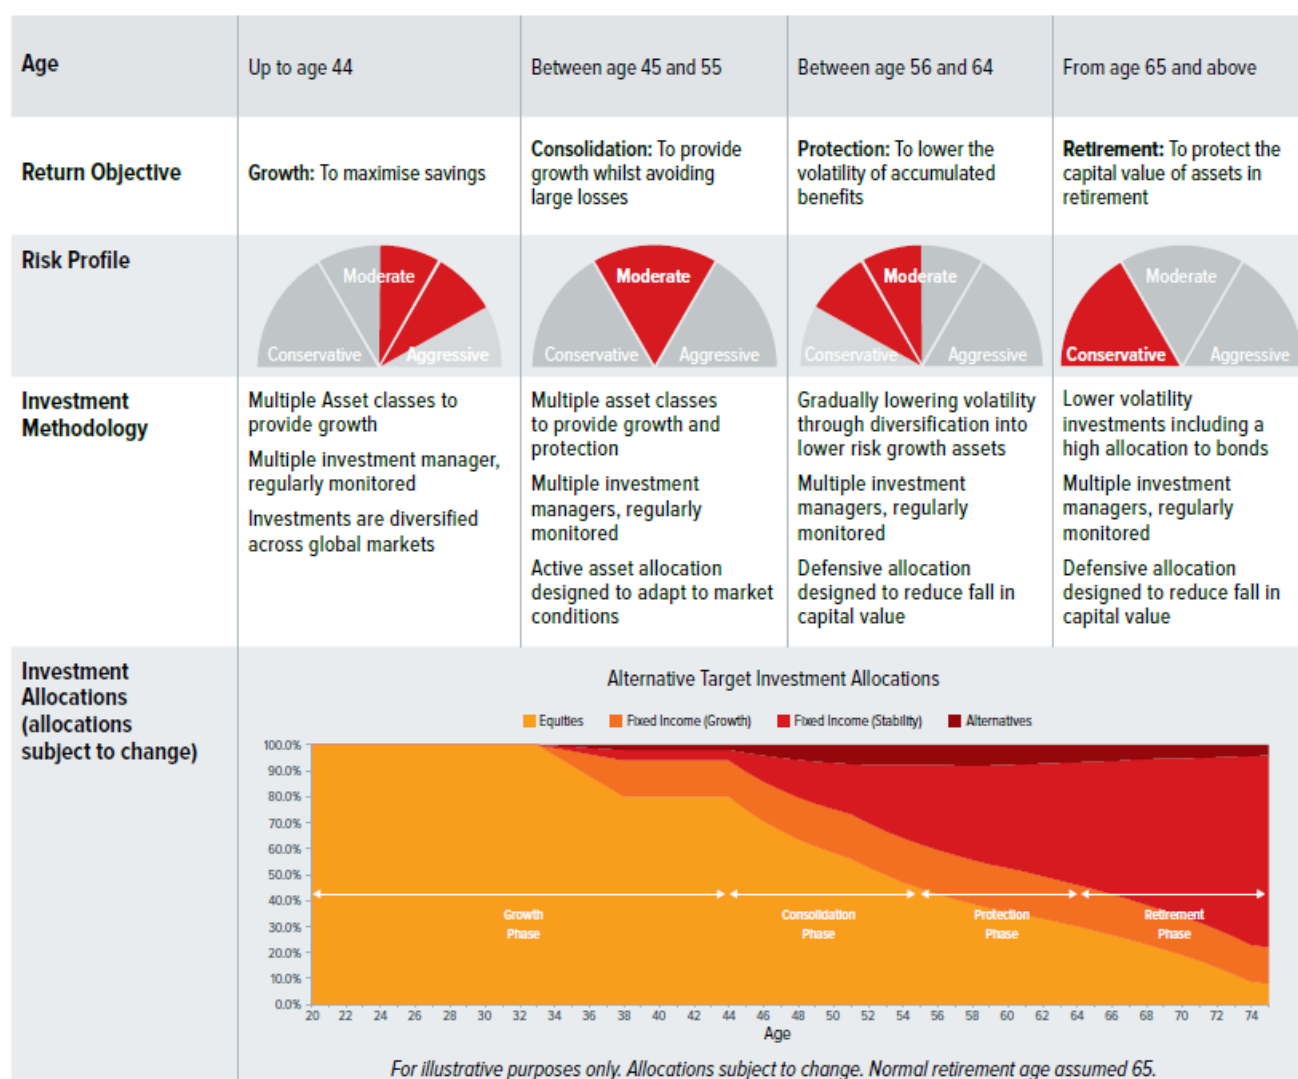 Age
Up to age 44
Between age 45 and 55
Between age 56 and 64
From age 65 and above
Return Objective
Growth: To maximise savings
Consolidation: To provide
growth whilst avoiding
large losses
Protection: To lower the
volatility of accumulated
benefits
Retirement: To protect the
capital value of assets in
retirement
Risk Profile
Moderate
Conservative
Aggressive
Moderate
Conservative
Aggressive
Moderate
Conservative
Aggressive
Moderate
Conservative
Aggressive
Investment
Methodology
Multiple Asset classes to
provide growth
Multiple investment manager,
regularly monitored
Investments are diversified
across global markets
Multiple asset classes
to provide growth and
protection
Multiple investment
managers, regularly
monitored
Active asset allocation
designed to adapt to market
conditions
Gradually lowering volatility
through diversification into
lower risk growth assets
Multiple investment
managers, regularly
monitored
Defensive allocation
designed to reduce fall in
capital value
Lower volatility
investments including a
high allocation to bonds
Multiple investment
managers, regularly
monitored
Defensive allocation
designed to reduce fall in
capital value
Investment
Allocations
(allocations
subject to change)
Alternative Target Investment Allocations
Equities Fixed Income (Growth) Fixed Income (Stability) Alternatives
100.0%
90.0%
80.0%
70.0%
60.0%
50.0%
40.0%
30.0%
20.0%
10.0%
0.0%
Growth
Phase
Consolidation
Phase
Protection
Phase
Retirement
Phase
20 22 24 26 28 30 32 34 36 38 40 42 44 46 48 50 52 54 56 58 60 62 64 66 68 70 72 74
Age
For illustrative purposes only. Allocations subject to change. Normal retirement age assumed 65.